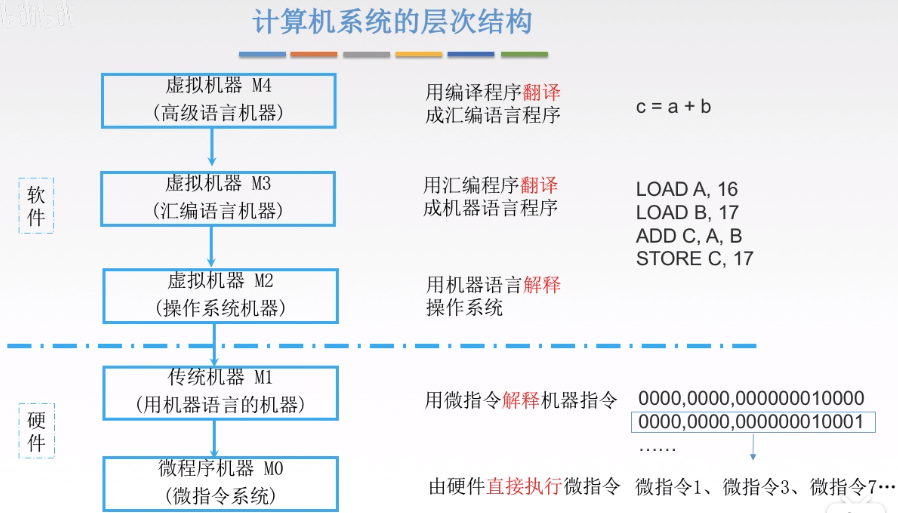 计算机系统的层次结构
虚拟机器 M4
(高级语言机器)
用编译程序翻译
成汇编语言程序
c = a + b
软
件
虚拟机器 M3
(汇编语言机器)
用汇编程序翻译
成机器语言程序
LOAD A, 16
LOAD B, 17
ADD C, A, B
STORE C, 17
虚拟机器 M2
(操作系统机器)
用机器语言解释
操作系统
硬
件
传统机器 M1
(用机器语言的机器)
用微指令解释机器指令
0000,0000,000000010000
0000,0000,000000010001
……
微程序机器 M0
(微指令系统)
由硬件直接执行微指令
微指令1、微指令3、微指令7…